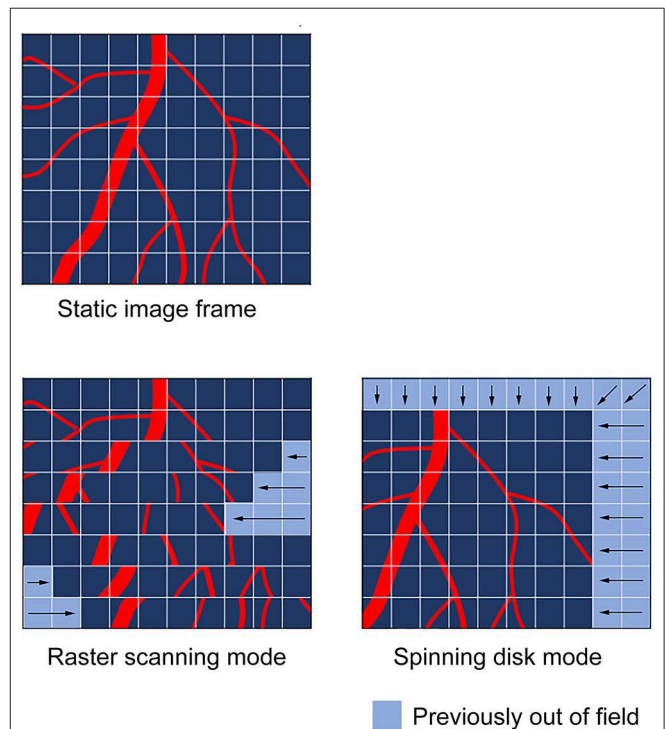 Static image frame
Raster scanning mode
Spinning disk mode
Previously out of field